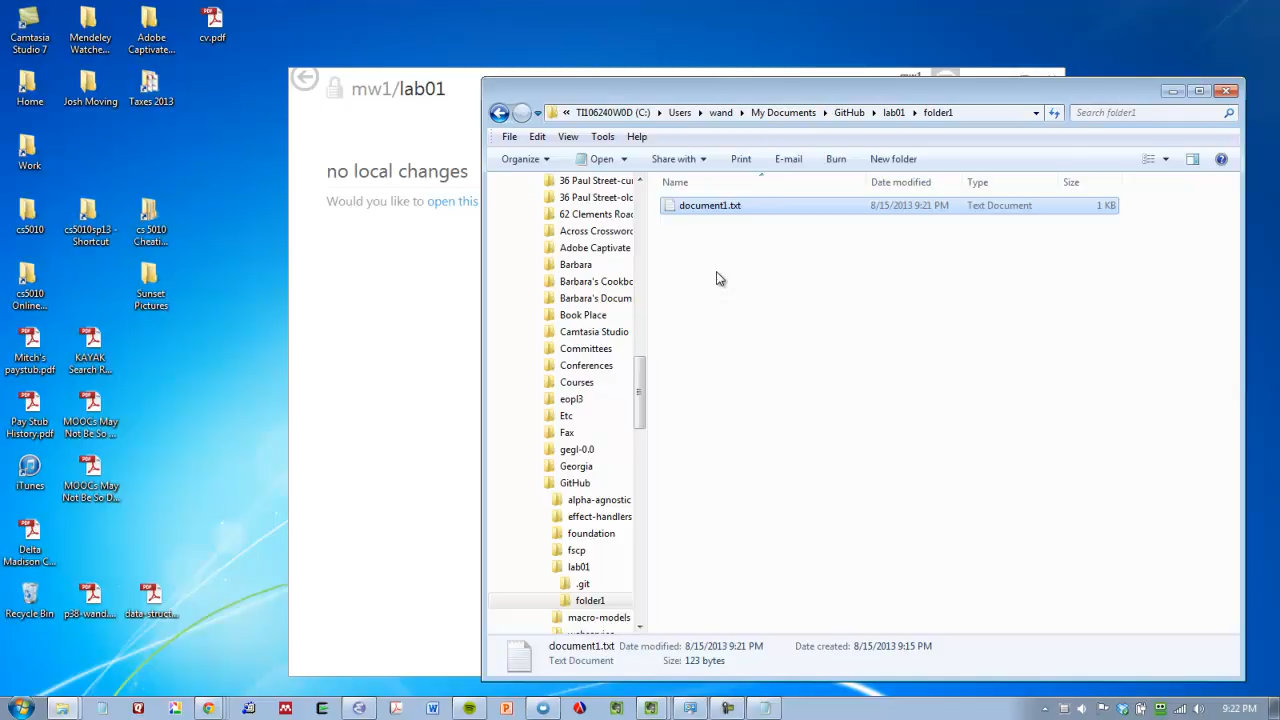 Camtasia Studio 7
Mendeley Watche...
Adobe Captivate...
cv.pdf
Home
Josh Moving
Taxes 2013
Work
cs5010
cs5010sp13 - Shortcut
cs 5010 Cheati...
cs5010 Online...
Sunset Pictures
Mitch's paystub.pdf
KAYAK Search R...
Pay Stub History.pdf
MOOCs May Not Be So ...
iTunes
MOOCs May Not Be So D...
Delta Madison C...
Recycle Bin
p38-wand...
data-struct...
mw1/lab01
no local changes
Would you like to open this
« TI106240W0D (C:) Users wand My Documents GitHub lab01 folder1
Search folder1
File Edit View Tools Help
Organize Open Share with Print E-mail Burn New folder
Name Date modified Type Size
document1.txt 8/15/2013 9:21 PM Text Document 1 KB
36 Paul Street-cur
36 Paul Street-old
62 Clements Roa
Across Crossword
Adobe Captivate
Barbara
Barbara's Cookbo
Barbara's Docum
Book Place
Camtasia Studio
Committees
Conferences
Courses
eopl3
Etc
Fax
gegl-0.0
Georgia
GitHub
alpha-agnostic
effect-handlers
foundation
fscp
lab01
.git
folder1
macro-models
document1.txt Date modified: 8/15/2013 9:21 PM Date created: 8/15/2013 9:15 PM
Text Document Size: 123 bytes
9:22 PM